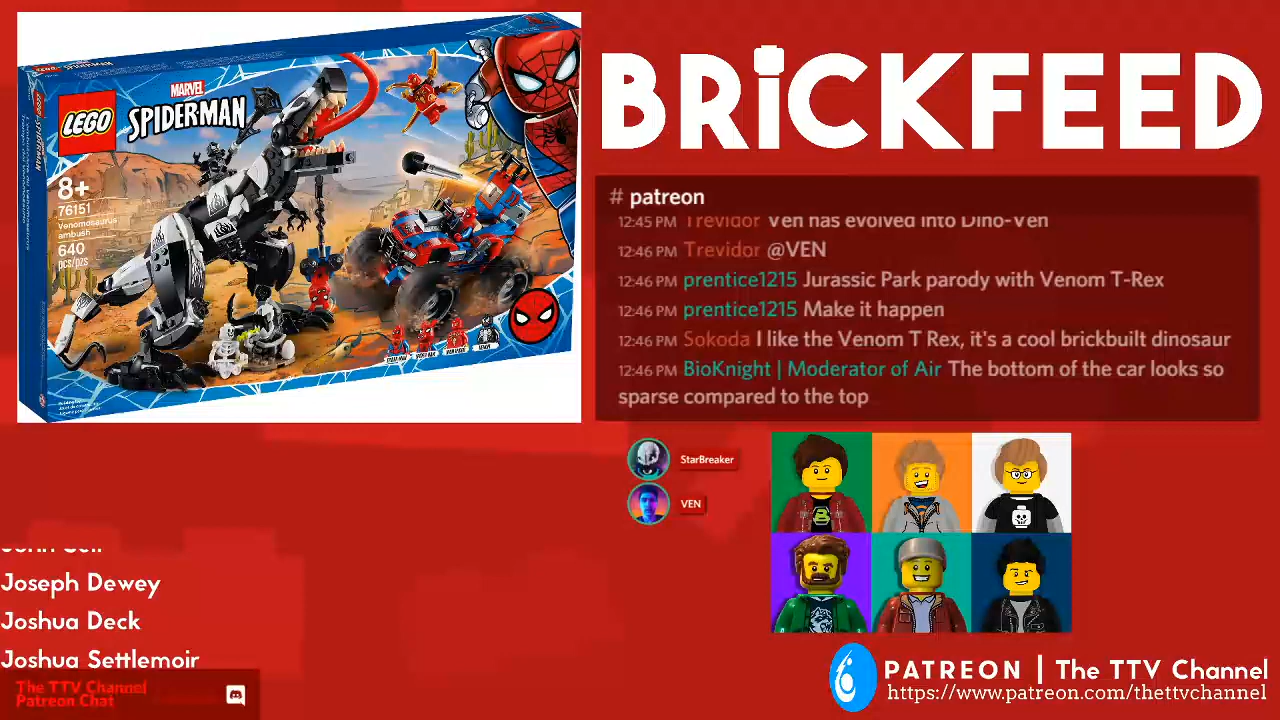 BRiCKFEED
LEGO
MARVEL
SPIDERMAN
8+
76151
Venomosaurus
ambush
640
pcs/pzs
# patreon
12:45 PM Trevidor Ven has evolved into Dino-Ven
12:46 PM Trevidor @VEN
12:46 PM prentice1215 Jurassic Park parody with Venom T-Rex
12:46 PM prentice1215 Make it happen
12:46 PM Sokoda I like the Venom T Rex, it's a cool brickbuilt dinosaur
12:46 PM BioKnight | Moderator of Air The bottom of the car looks so
sparse compared to the top
StarBreaker
VEN
Joseph Dewey
Joshua Deck
Joshua Settlemoir
The TTV Channel
Patreon Chat
PATREON | The TTV Channel
https://www.patreon.com/thettvchannel